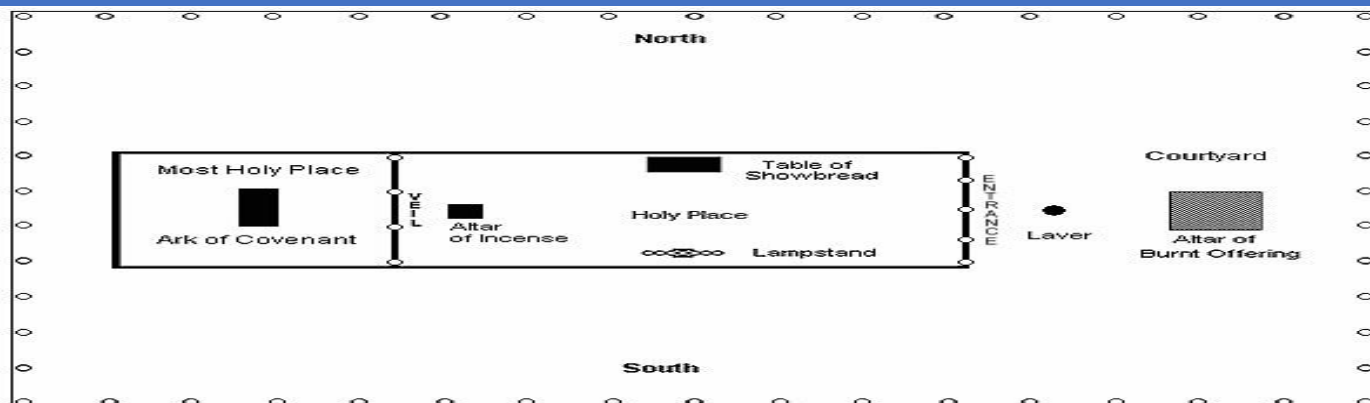 North
Most Holy Place
Ark of Covenant
VEIL
Altar
of Incense
Table of
Showbread
Holy Place
Lampstand
ENTRANCE
Laver
Courtyard
Altar of
Burnt Offering
South